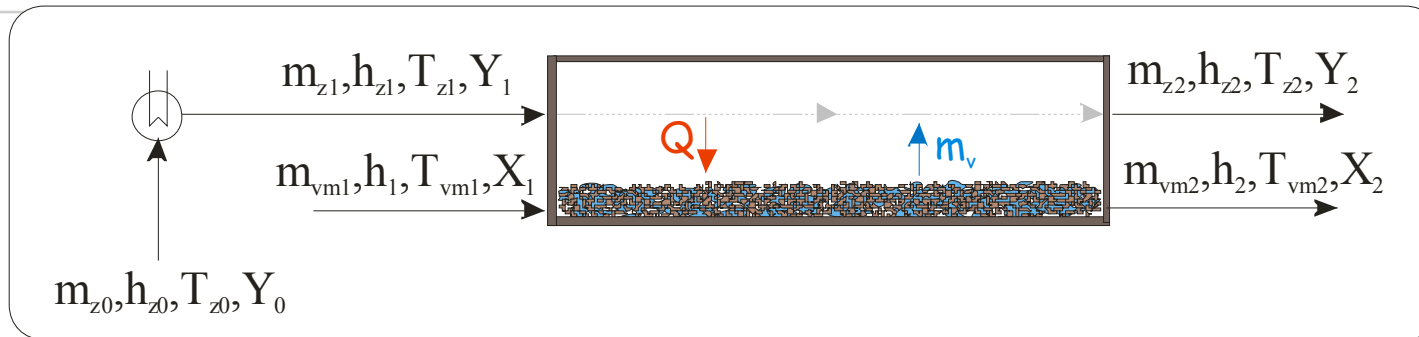 m_z1,h_z1,T_z1,Y_1
m_z2,h_z2,T_z2,Y_2
Q
m_v
m_vm1,h_1,T_vm1,X_1
m_vm2,h_2,T_vm2,X_2
m_z0,h_z0,T_z0,Y_0